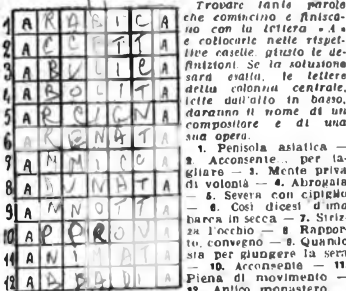 1 A R A B I C A
2 A C C E T T A
3 A B U L I C A
4 A B O L I T A
5 A R C I G N A
6 A R E N A T A
A M M I C C A
8 A D U N A T A
9 A N N O T T A
10 A P P R O V A
A N I M A T A
12 A B B A D I A
Trovare tante parole
che comincino e finisca-
no con la lettera «A»
e collocarle nelle rispet-
tive caselle, giusto le de-
finizioni. Se la soluzione
sarà esatta, le lettere
della colonna centrale,
lette dall'alto in basso,
daranno il nome di un
compositore e di una
sua opera.
1. Penisola asiatica —
2. Acconsente... per ta-
gliare — 3. Mente priva
di volontà — 4. Abrogata
— 5. Severa con cipiglio
— 6. Così dicesi d'una
barca in secca — 7. Striz-
za l'occhio — 8 Rappor-
to, convegno — 9. Quando
sta per giungere la sera
— 10. Acconsente — 11
Piena di movimento —
12. Antico monastero